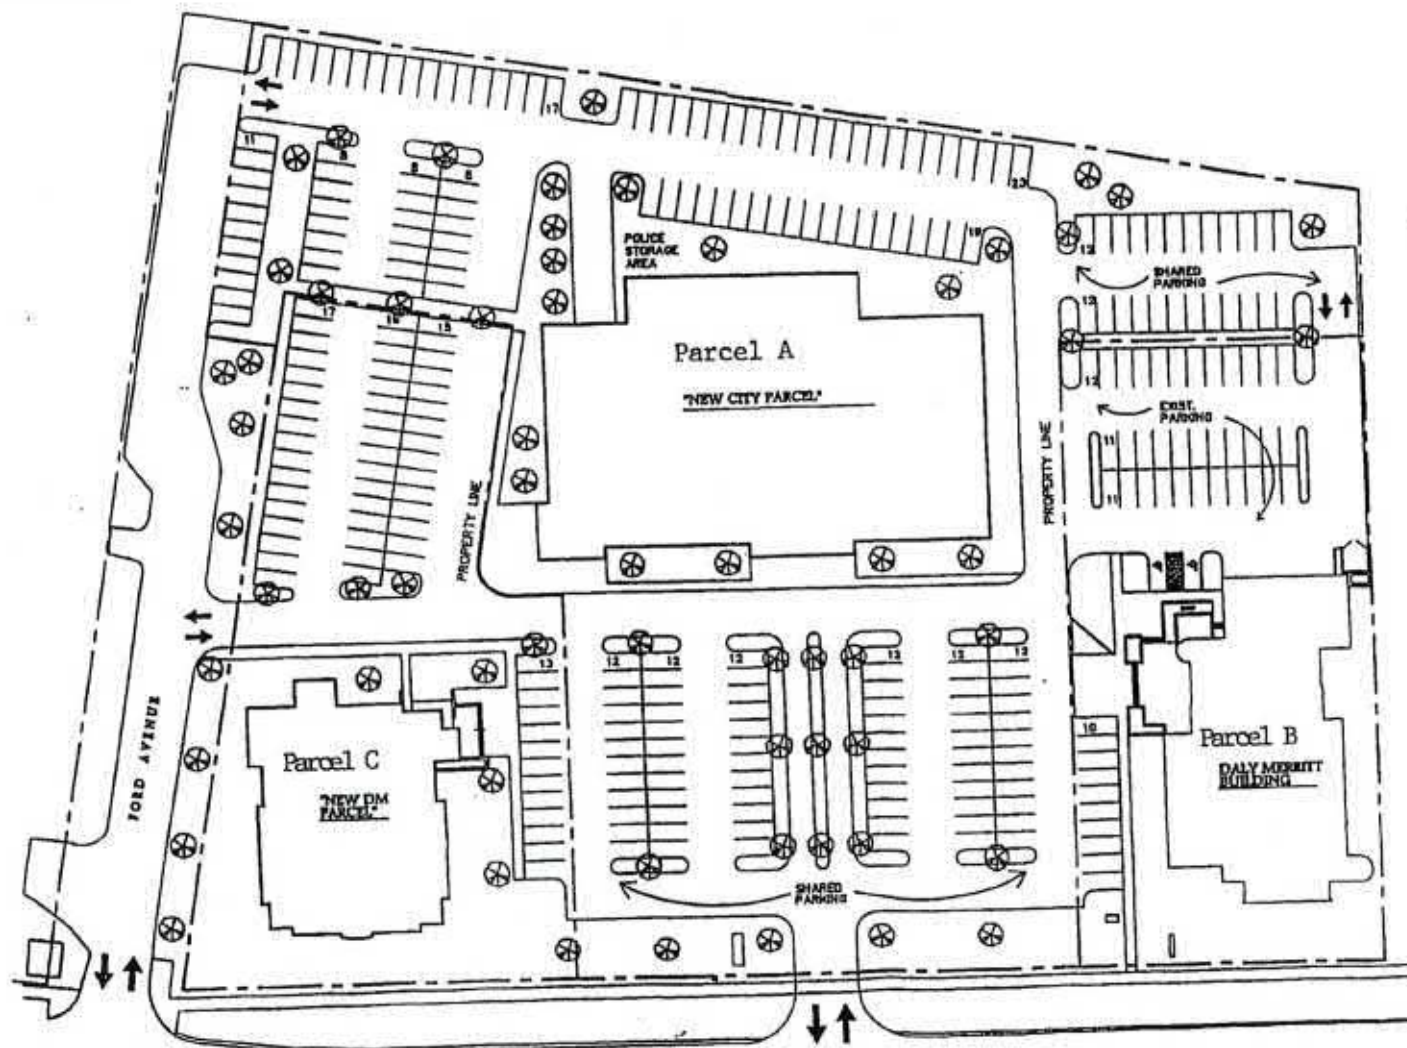 17
11
8
8
8
23
19
POLICE
STORAGE
AREA
12
SHARED
PARKING
12
17
16
15
12
Parcel A
"NEW CITY PARCEL"
EXIST.
PARKING
11
11
PROPERTY LINE
PROPERTY LINE
13
12
12
12
12
12
12
10
FORD AVENUE
Parcel C
"NEW DM
PARCEL"
Parcel B
DALY MERRITT
BUILDING
SHARED
PARKING